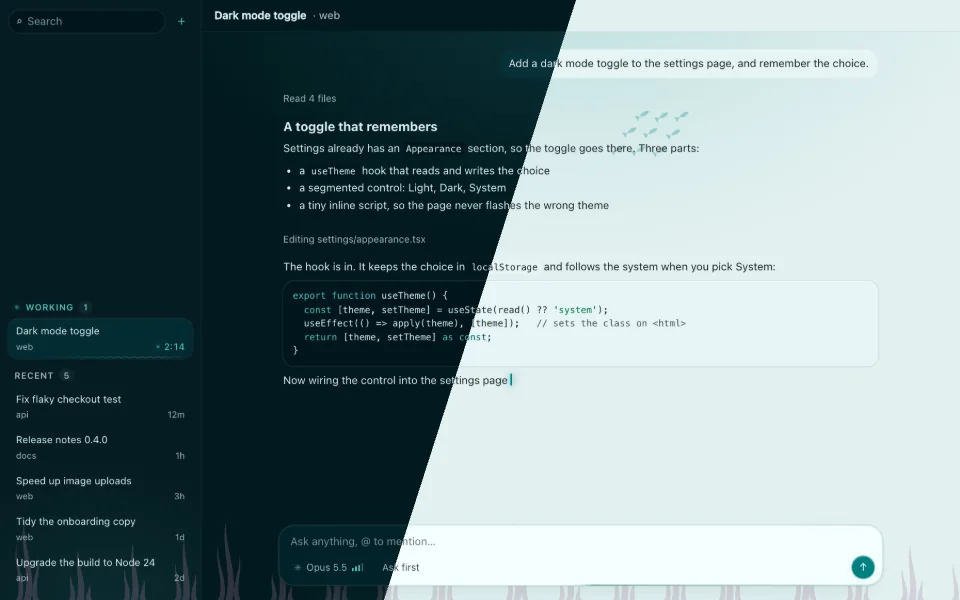 Search
+
WORKING 1
Dark mode toggle
web
2:14
RECENT 5
Fix flaky checkout test
api 12m
Release notes 0.4.0
docs 1h
Speed up image uploads
web 3h
Tidy the onboarding copy
web 1d
Upgrade the build to Node 24
api 2d
Dark mode toggle · web
Add a dark mode toggle to the settings page, and remember the choice.
Read 4 files
A toggle that remembers
Settings already has an Appearance section, so the toggle goes there. Three parts:
• a useTheme hook that reads and writes the choice
• a segmented control: Light, Dark, System
• a tiny inline script, so the page never flashes the wrong theme
Editing settings/appearance.tsx
The hook is in. It keeps the choice in localStorage and follows the system when you pick System:
export function useTheme() {
const [theme, setTheme] = useState(read() ?? 'system');
useEffect(() => apply(theme), [theme]); // sets the class on <html>
return [theme, setTheme] as const;
}
Now wiring the control into the settings page
Ask anything, @ to mention...
Opus 5.5 Ask first